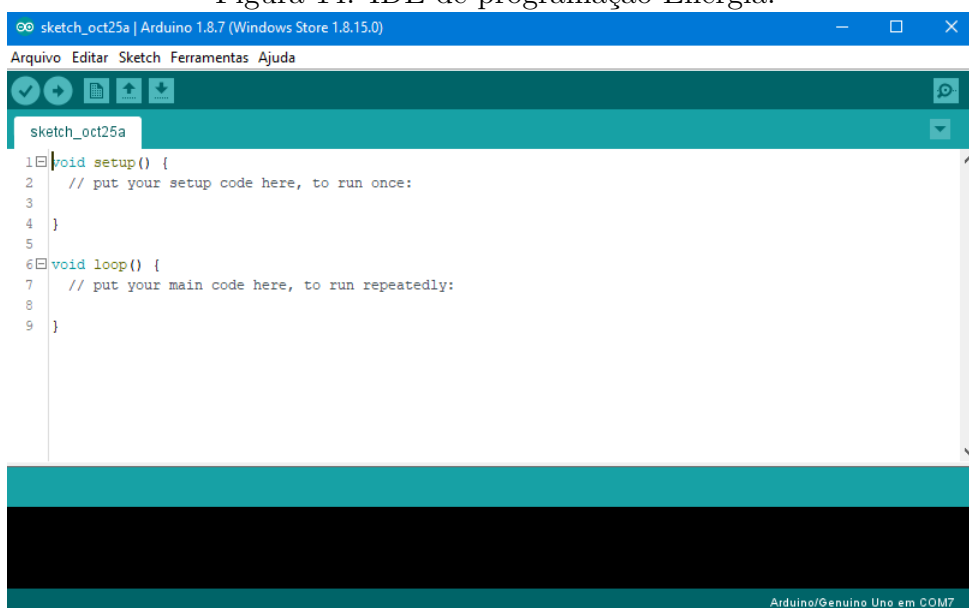 Figura 14: IDE de programação Energia.
sketch_oct25a | Arduino 1.8.7 (Windows Store 1.8.15.0)
Arquivo Editar Sketch Ferramentas Ajuda
sketch_oct25a
1 void setup() {
2 // put your setup code here, to run once:
3
4 }
5
6 void loop() {
7 // put your main code here, to run repeatedly:
8
9 }
Arduino/Genuino Uno em COM7